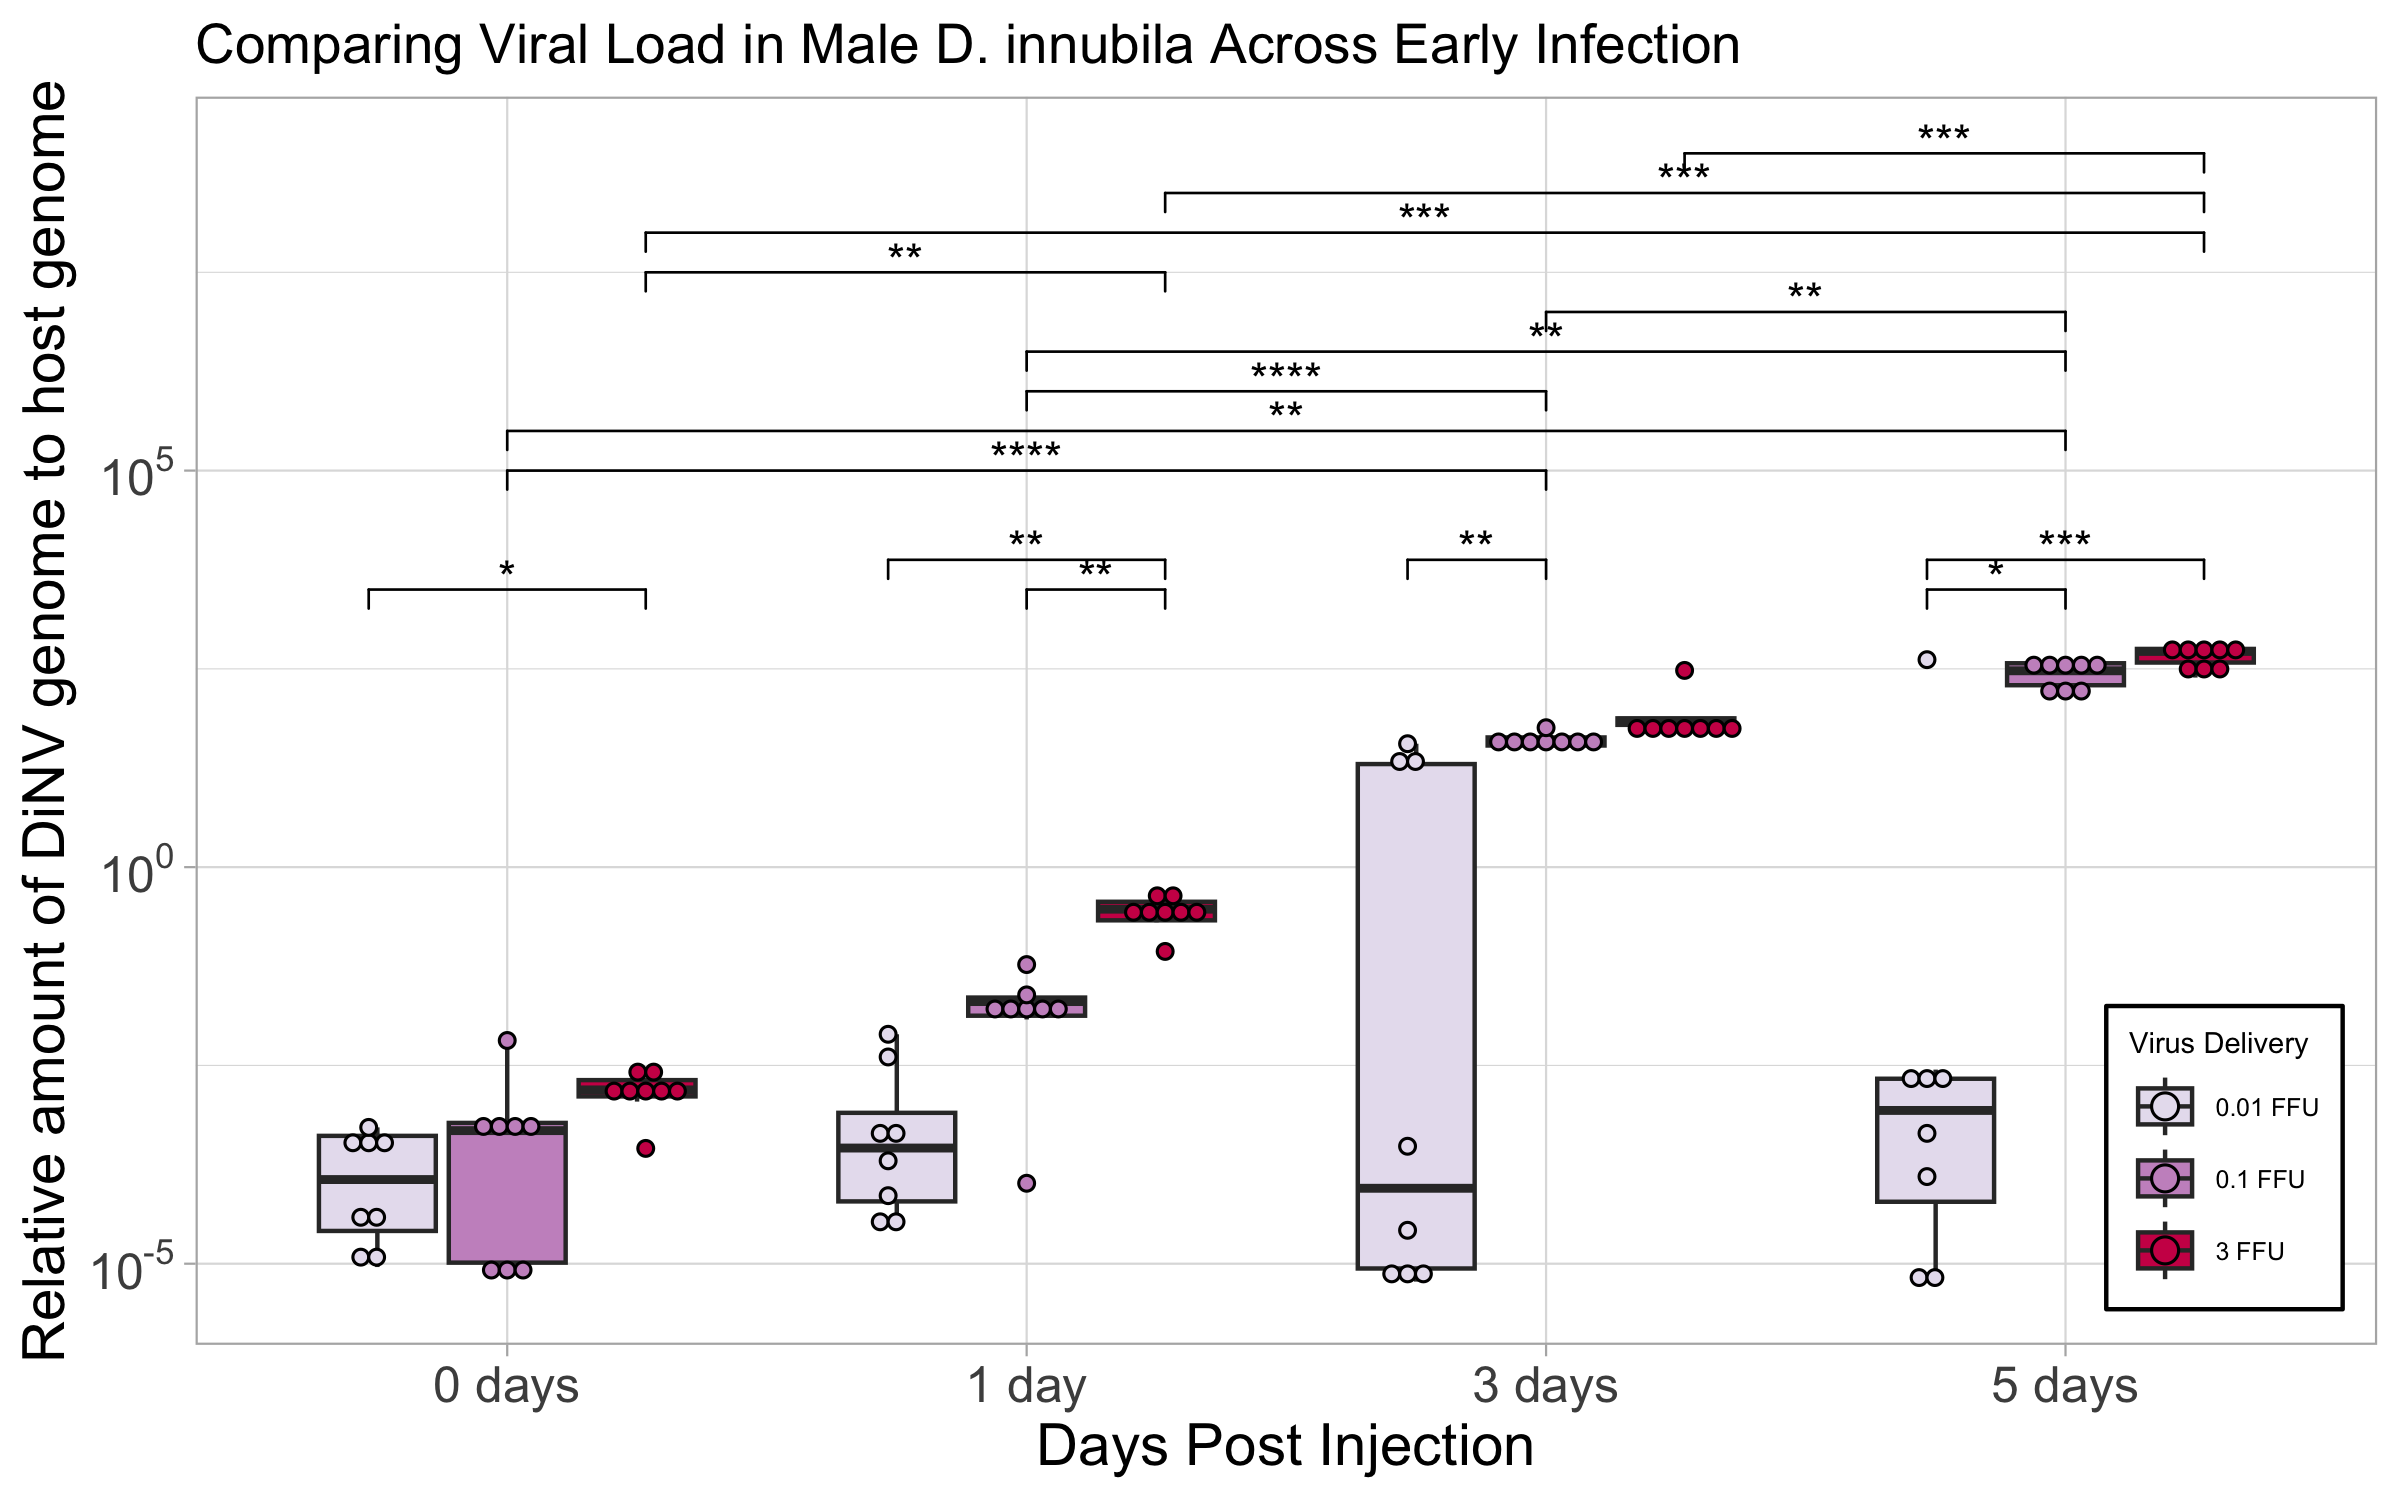 Comparing Viral Load in Male D. innubila Across Early Infection
Relative amount of DiNV genome to host genome
***
***
***
**
**
**
****
**
****
10^5
**
**
**
***
*
*
10^0
10^-5
Virus Delivery
0.01 FFU
0.1 FFU
3 FFU
0 days
1 day
3 days
5 days
Days Post Injection